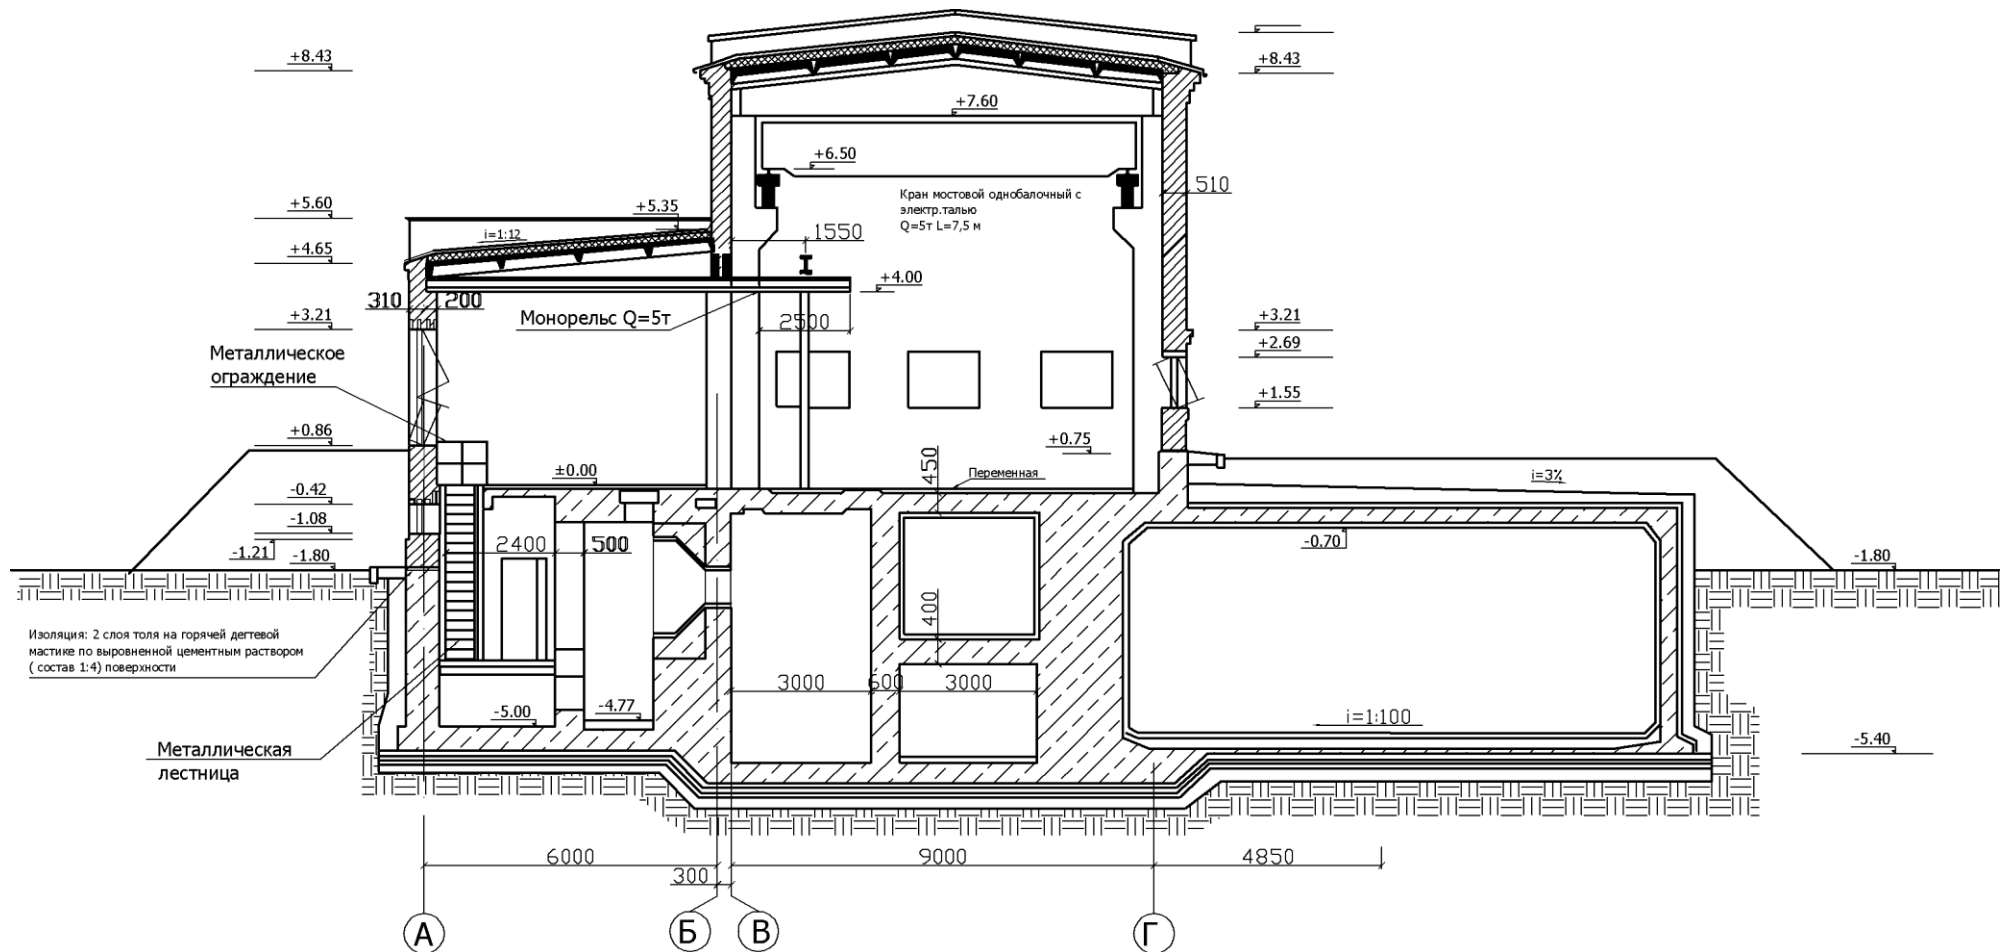 +8.43
+8.43
+7.60
+6.50
Кран мостовой однобалочный с
электр.талью
Q=5т L=7,5 м
510
+5.60
+5.35
i=1:12
1550
+4.65
+4.00
310
200
Монорельс Q=5т
2500
+3.21
+3.21
+2.69
Металлическое
ограждение
+1.55
+0.86
+0.75
±0.00
450
Переменная
i=3%
-0.42
-1.08
-1.21
-1.80
2400
500
-0.70
-1.80
400
Изоляция: 2 слоя толя на горячей дегтевой
мастике по выровненной цементным раствором
( состав 1:4) поверхности
3000
600
3000
-5.00
-4.77
i=1:100
-5.40
Металлическая
лестница
6000
9000
4850
300
А
Б
В
Г